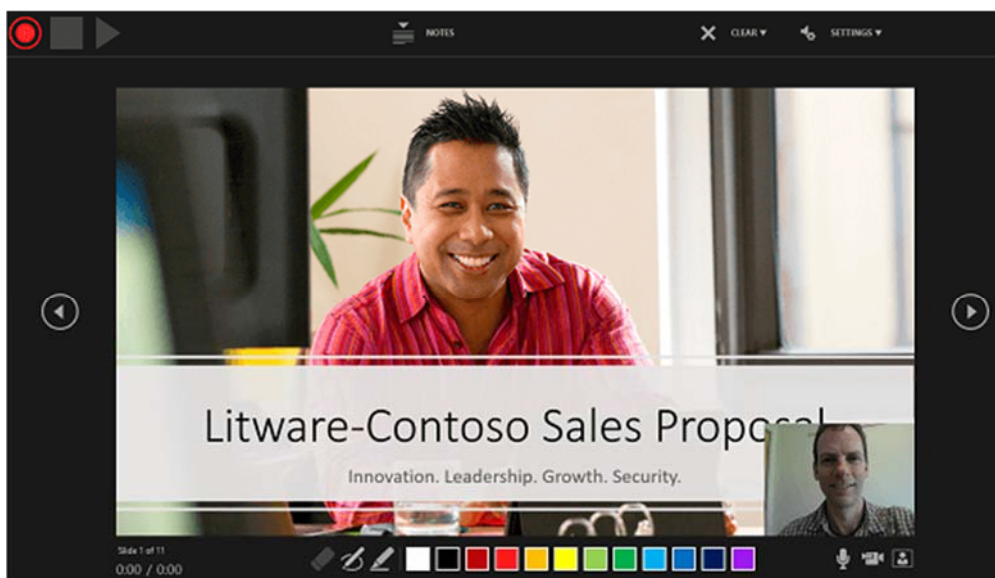 NOTES
CLEAR
SETTINGS
Litware-Contoso Sales Proposal
Innovation. Leadership. Growth. Security.
Slide 1 of 11
0:00 / 0:00